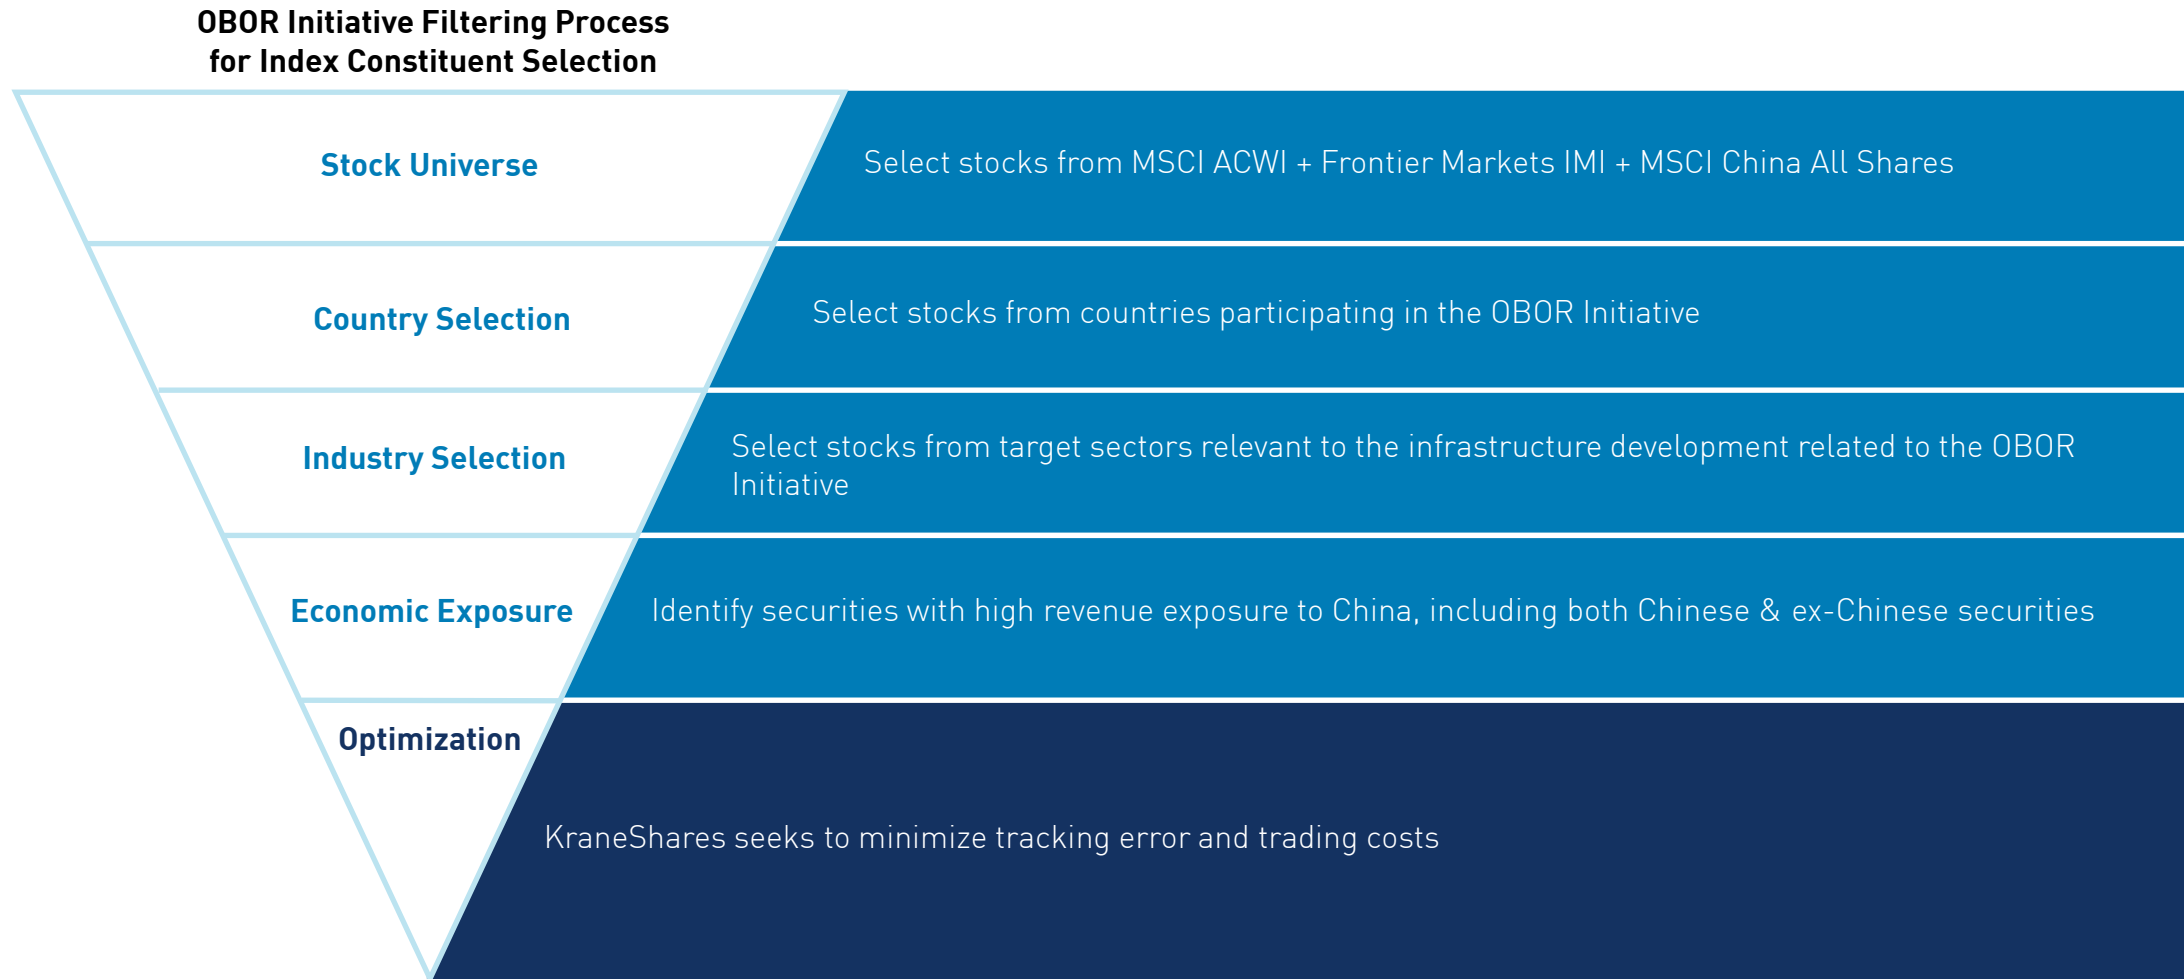 OBOR Initiative Filtering Process
for Index Constituent Selection
Stock Universe
Select stocks from MSCI ACWI + Frontier Markets IMI + MSCI China All Shares
Country Selection
Select stocks from countries participating in the OBOR Initiative
Industry Selection
Select stocks from target sectors relevant to the infrastructure development related to the OBOR
Initiative
Economic Exposure
Identify securities with high revenue exposure to China, including both Chinese & ex-Chinese securities
Optimization
KraneShares seeks to minimize tracking error and trading costs